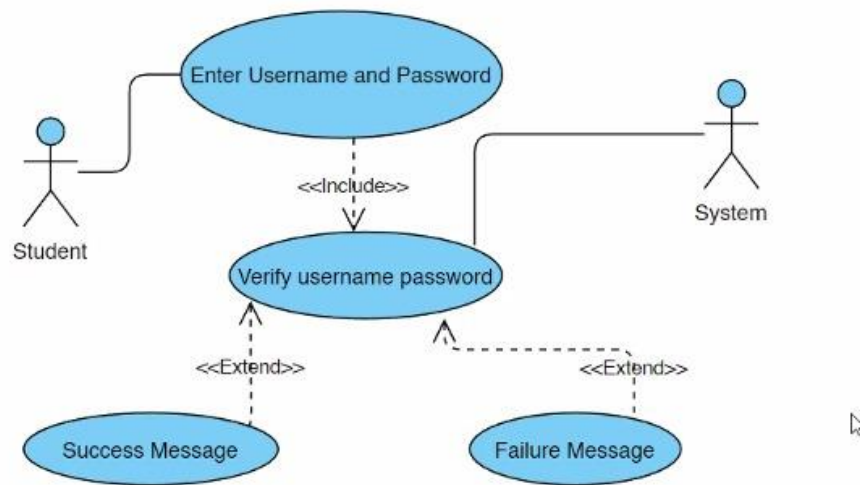 Enter Username and Password
<<Include>>
Student
System
Verify username password
<<Extend>>
<<Extend>>
Success Message
Failure Message